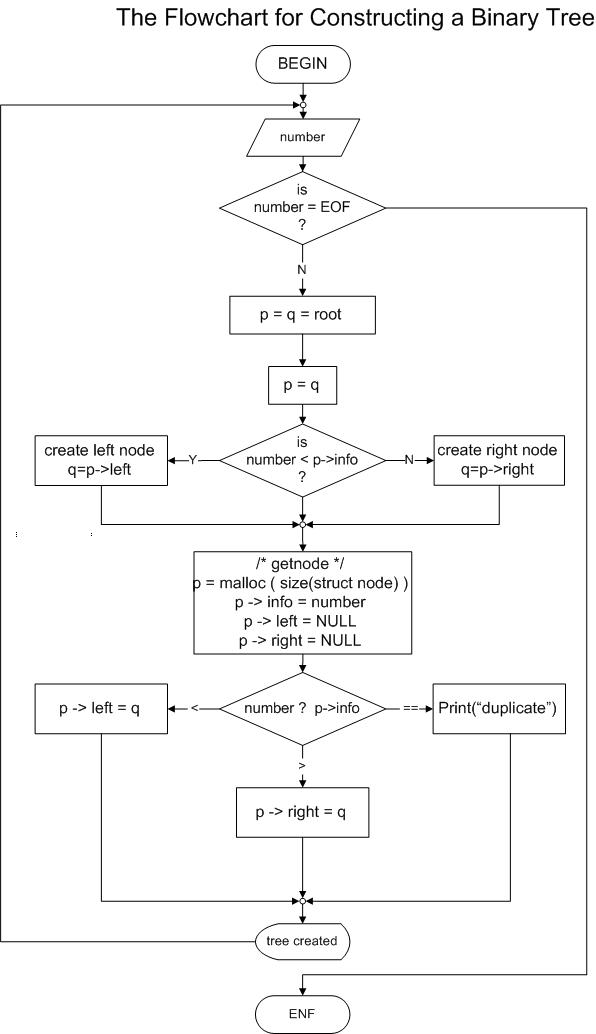 The Flowchart for Constructing a Binary Tree
BEGIN
number
is
number = EOF
?
N
p = q = root
p = q
is
number < p->info
?
Y
N
create left node
q=p->left
create right node
q=p->right
/* getnode */
p = malloc ( size(struct node) )
p -> info = number
p -> left = NULL
p -> right = NULL
number ? p->info
<
==
>
p -> left = q
Print(“duplicate”)
p -> right = q
tree created
ENF